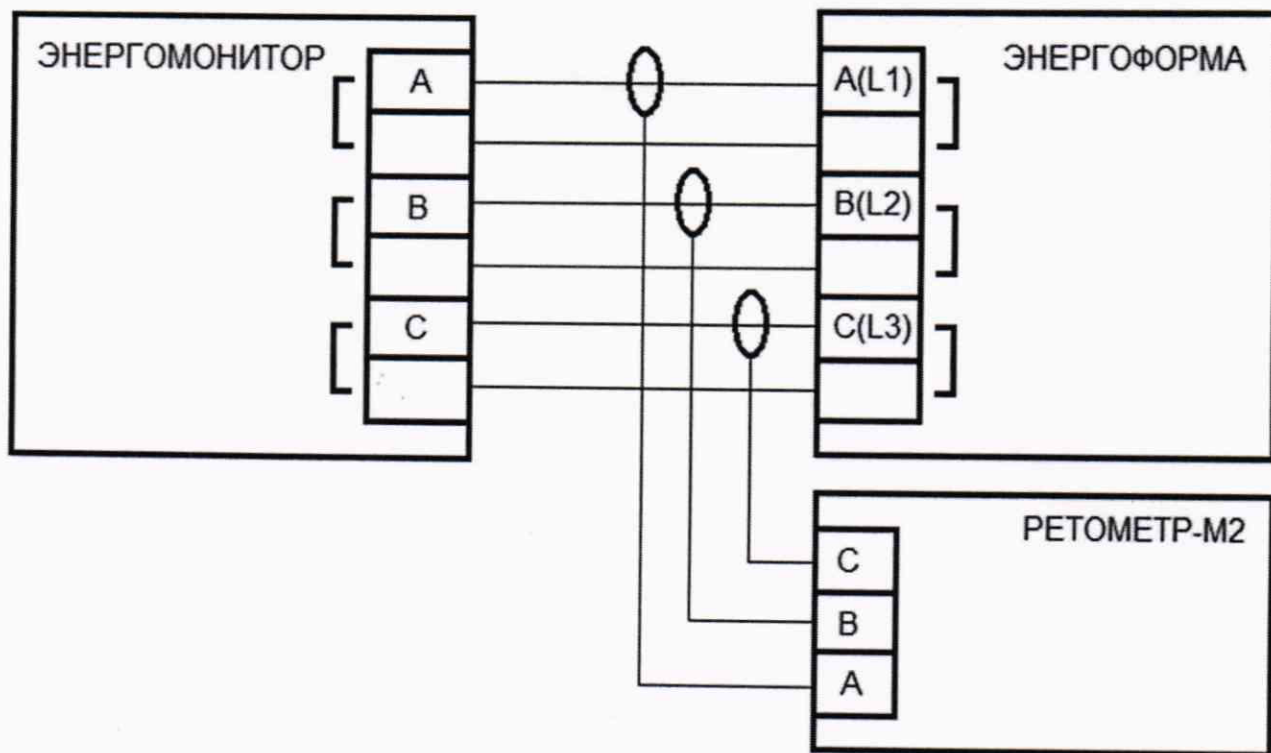 ЭНЕРГОМОНИТОР
A
B
C
ЭНЕРГОФОРМА
A(L1)
B(L2)
C(L3)
РЕТОМЕТР-М2
C
B
A